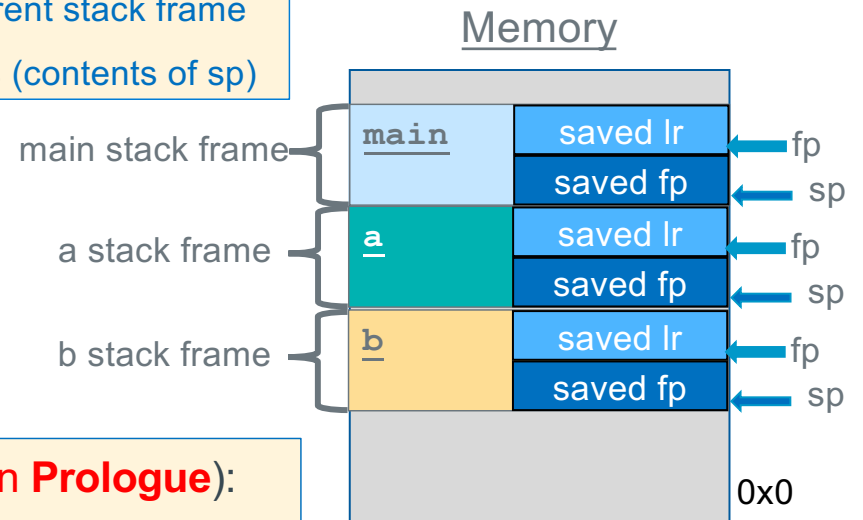 rent stack frame
(contents of sp)
Memory
main stack frame
main
saved lr
fp
saved fp
sp
a stack frame
a
saved lr
fp
saved fp
sp
b stack frame
b
saved lr
fp
saved fp
sp
n Prologue):
0x0